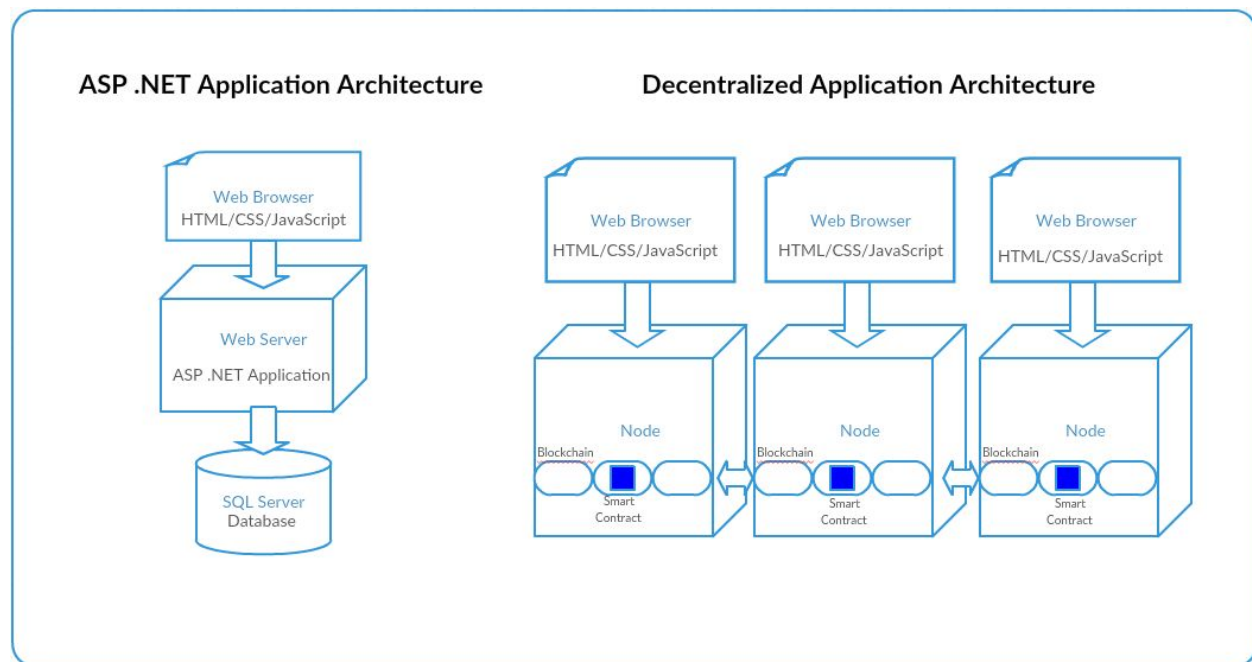 ASP .NET Application Architecture
Decentralized Application Architecture
Web Browser
HTML/CSS/JavaScript
Web Server
ASP .NET Application
SQL Server
Database
Web Browser
HTML/CSS/JavaScript
Web Browser
HTML/CSS/JavaScript
Web Browser
HTML/CSS/JavaScript
Node
Blockchain
Smart
Contract
Node
Blockchain
Smart
Contract
Node
Blockchain
Smart
Contract